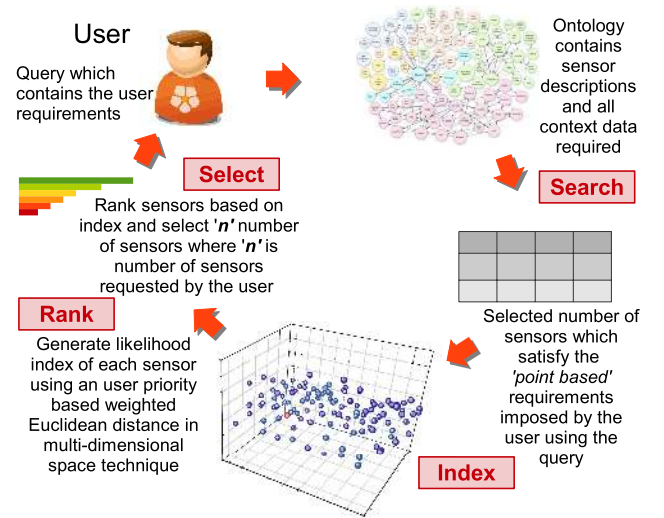 User
Query which
contains the user
requirements
Ontology
contains
sensor
descriptions
and all
context data
required
Search
Selected number of
sensors which
satisfy the
'point based'
requirements
imposed by the
user using the
query
Index
Generate likelihood
index of each sensor
using an user priority
based weighted
Euclidean distance in
multi-dimensional
space technique
Rank
Rank sensors based on
index and select 'n' number
of sensors where 'n' is
number of sensors
requested by the user
Select